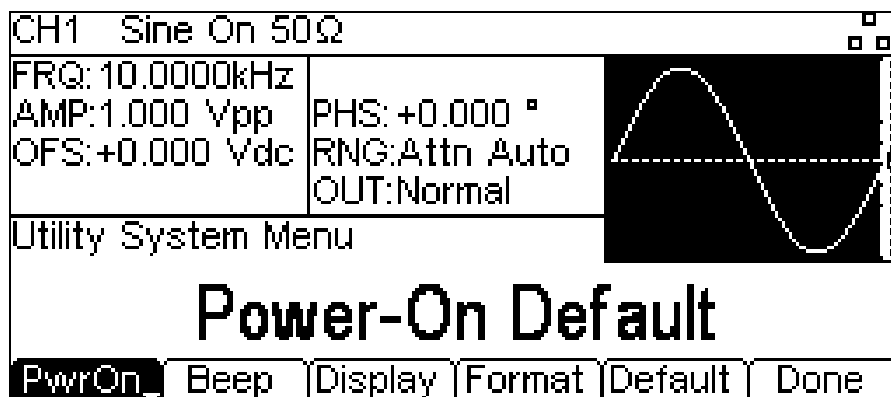 CH1 Sine On 50Ω
FRQ:10.0000kHz
AMP:1.000 Vpp
OFS:+0.000 Vdc
PHS:+0.000 °
RNG:Attn Auto
OUT:Normal
Utility System Menu
Power-On Default
PwrOn Beep Display Format Default Done